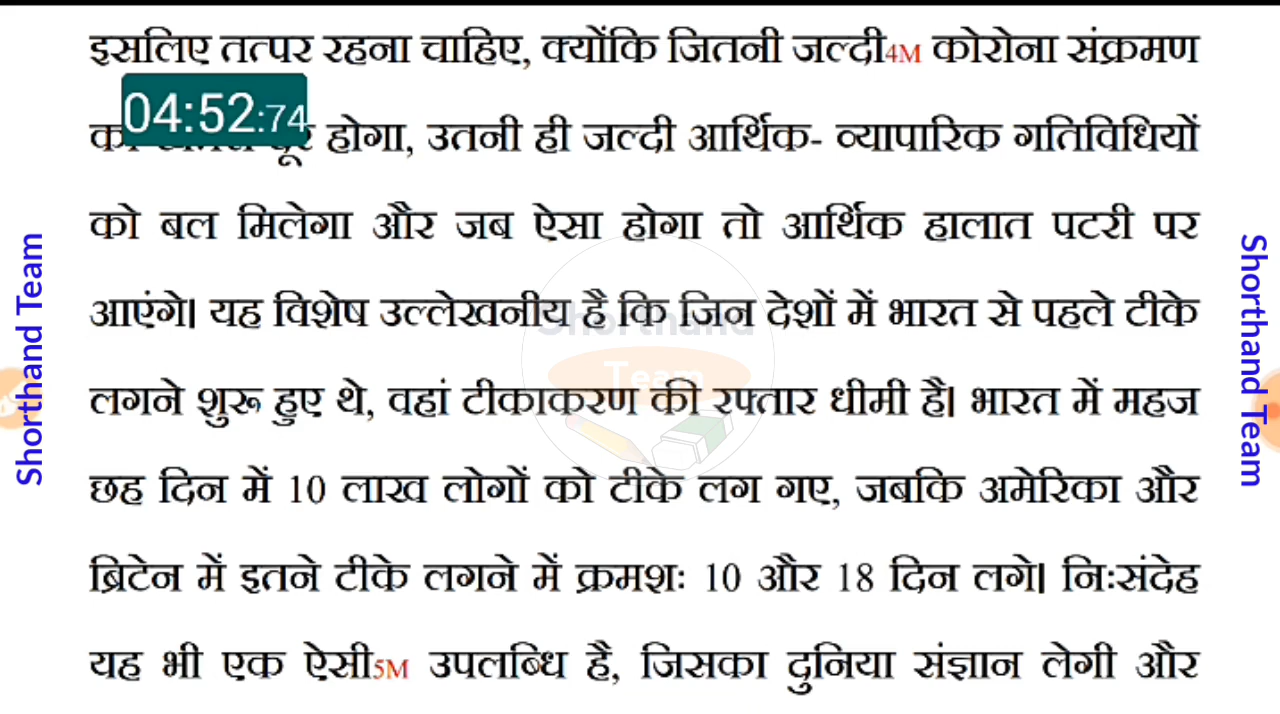 इसलिए तत्पर रहना चाहिए, क्योंकि जितनी जल्दी4M कोरोना संक्रमण
04:52:74
होगा, उतनी ही जल्दी आर्थिक- व्यापारिक गतिविधियों
को बल मिलेगा और जब ऐसा होगा तो आर्थिक हालात पटरी पर
आएंगे। यह विशेष उल्लेखनीय है कि जिन देशों में भारत से पहले टीके
लगने शुरू हुए थे, वहां टीकाकरण की रफ्तार धीमी है। भारत में महज
छह दिन में 10 लाख लोगों को टीके लग गए, जबकि अमेरिका और
ब्रिटेन में इतने टीके लगने में क्रमशः 10 और 18 दिन लगे। निःसंदेह
यह भी एक ऐसी5M उपलब्धि है, जिसका दुनिया संज्ञान लेगी और
Shorthand Team
Shorthand Team
Shorthand
Team